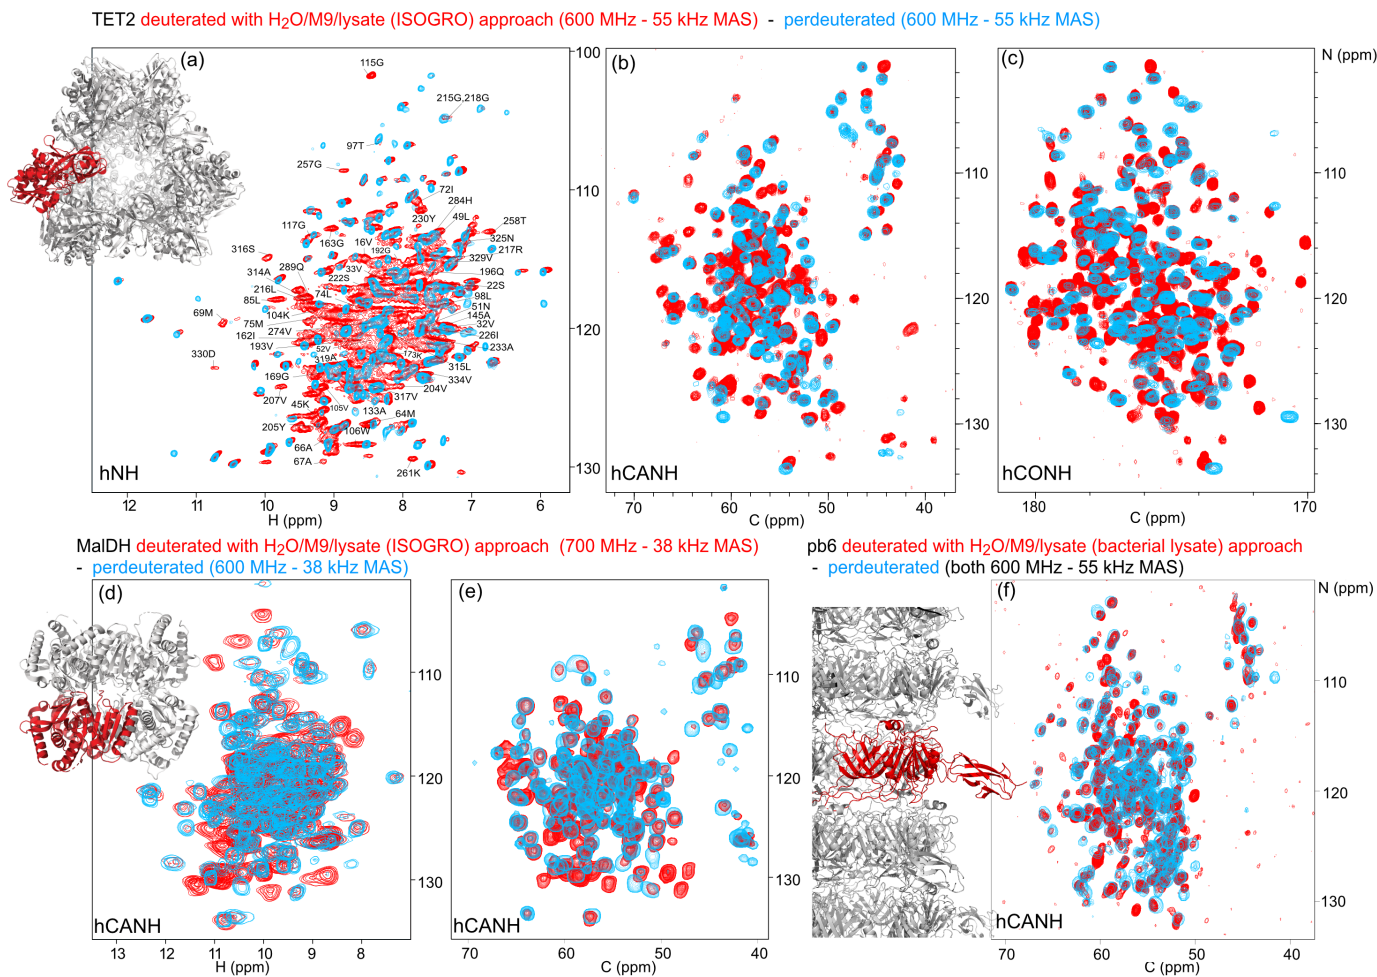 TET2 deuterated with H2O/M9/lysate (ISOGRO) approach (600 MHz - 55 kHz MAS) - perdeuterated (600 MHz - 55 kHz MAS)
(a)
115G
215G,218G
97T
257G
72I
284H
230Y
49L
258T
117G
16V
325N
163G
192G
217R
316S
329V
289Q
33V
314A
222S
196Q
216L
74L
22S
85L
98L
104K
51N
69M
75M
145A
162I
274V
32V
193V
226I
52V
233A
330D
319A
173K
315L
169G
334V
204V
207V
45K
105V
317V
133A
64M
205Y
106W
66A
67A
261K
hNH
100
110
120
130
12
11
10
9
8
7
6
H (ppm)
(b)
hCANH
110
120
130
70
60
50
40
C (ppm)
(c)
N (ppm)
hCONH
110
120
130
180
170
C (ppm)
MalDH deuterated with H2O/M9/lysate (ISOGRO) approach (700 MHz - 38 kHz MAS)
- perdeuterated (600 MHz - 38 kHz MAS)
(d)
hCANH
110
120
130
13
12
11
10
9
8
H (ppm)
(e)
hCANH
110
120
130
70
60
50
40
C (ppm)
pb6 deuterated with H2O/M9/lysate (bacterial lysate) approach
- perdeuterated (both 600 MHz - 55 kHz MAS)
(f)
N (ppm)
hCANH
110
120
130
70
60
50
40
C (ppm)